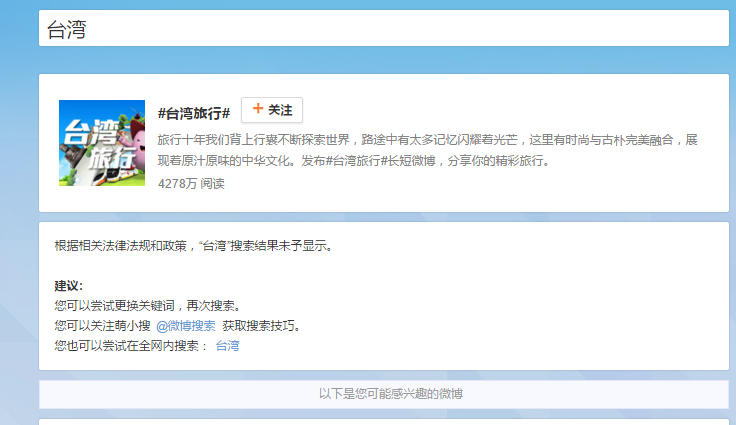 台湾
台湾
旅行
#台湾旅行#
+ 关注
旅行十年我们背上行囊不断探索世界，路途中有太多记忆闪耀着光芒，这里有时尚与古朴完美融合，展
现着原汁原味的中华文化。发布#台湾旅行#长短微博，分享你的精彩旅行。
4278万 阅读
根据相关法律法规和政策，“台湾”搜索结果未予显示。
建议：
您可以尝试更换关键词，再次搜索。
您可以关注萌小搜 @微博搜索 获取搜索技巧。
您也可以尝试在全网内搜索： 台湾
以下是您可能感兴趣的微博